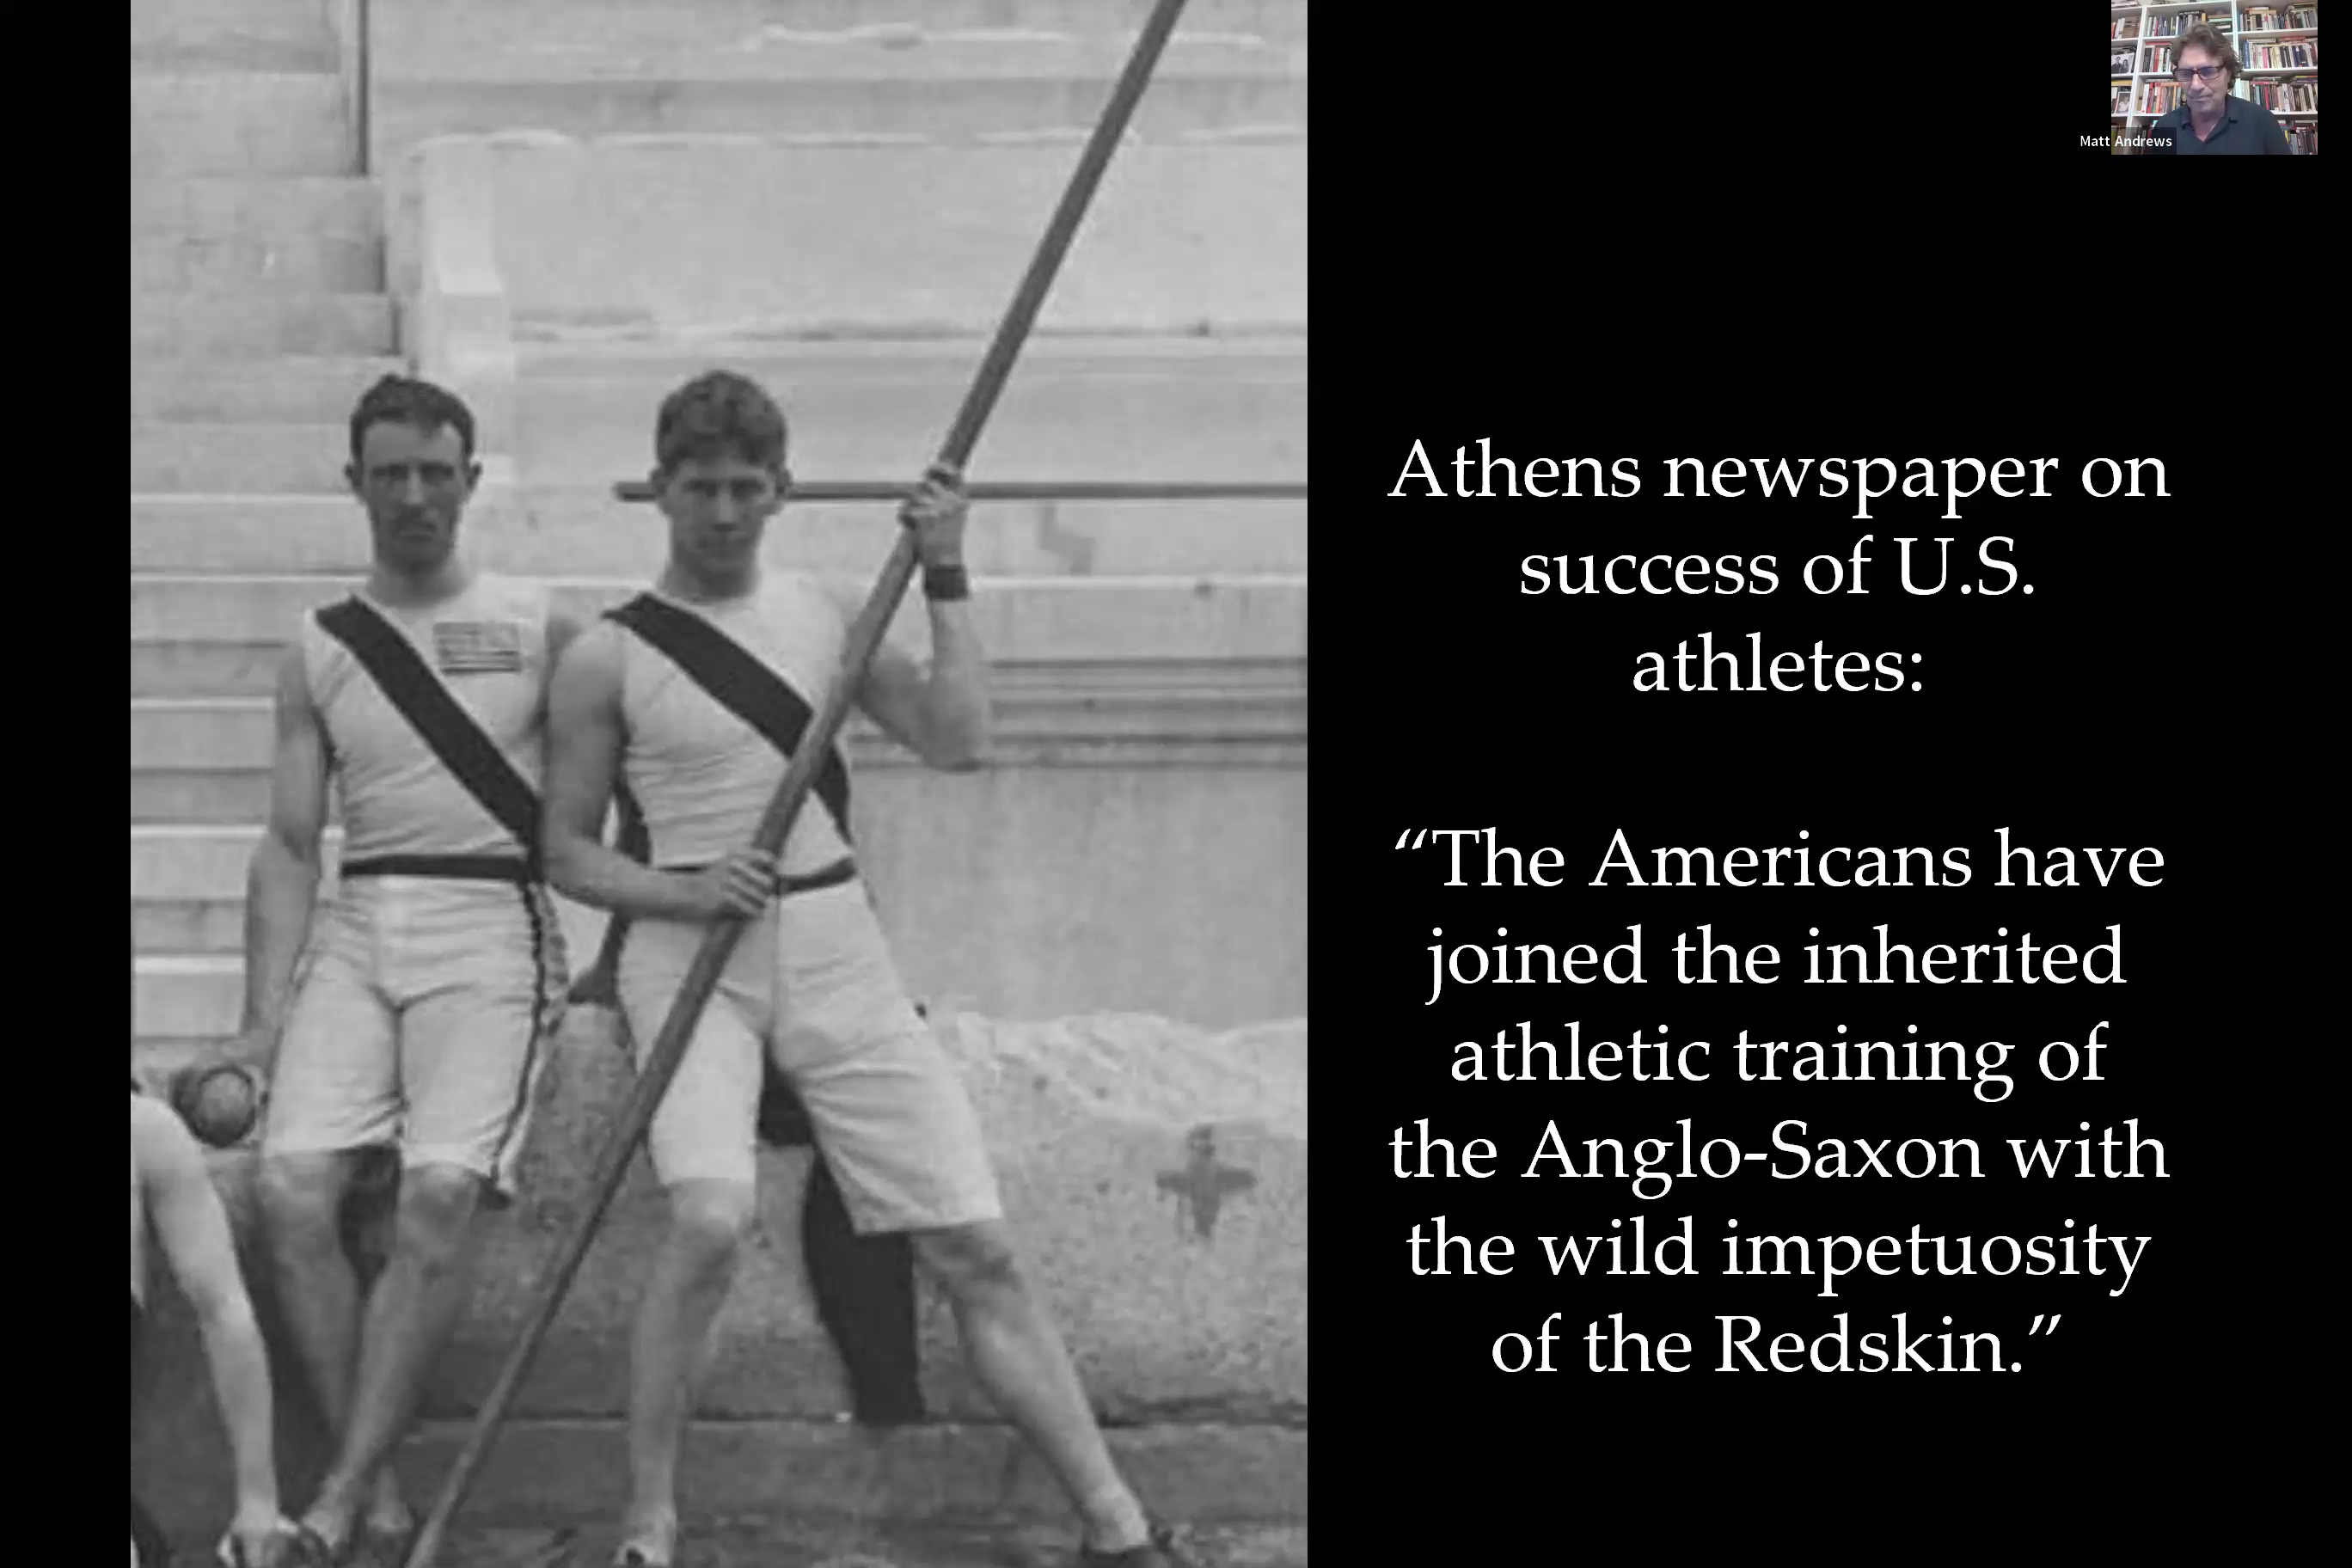 Matt Andrews
Athens newspaper on
success of U.S.
athletes:
“The Americans have
joined the inherited
athletic training of
the Anglo-Saxon with
the wild impetuosity
of the Redskin.”